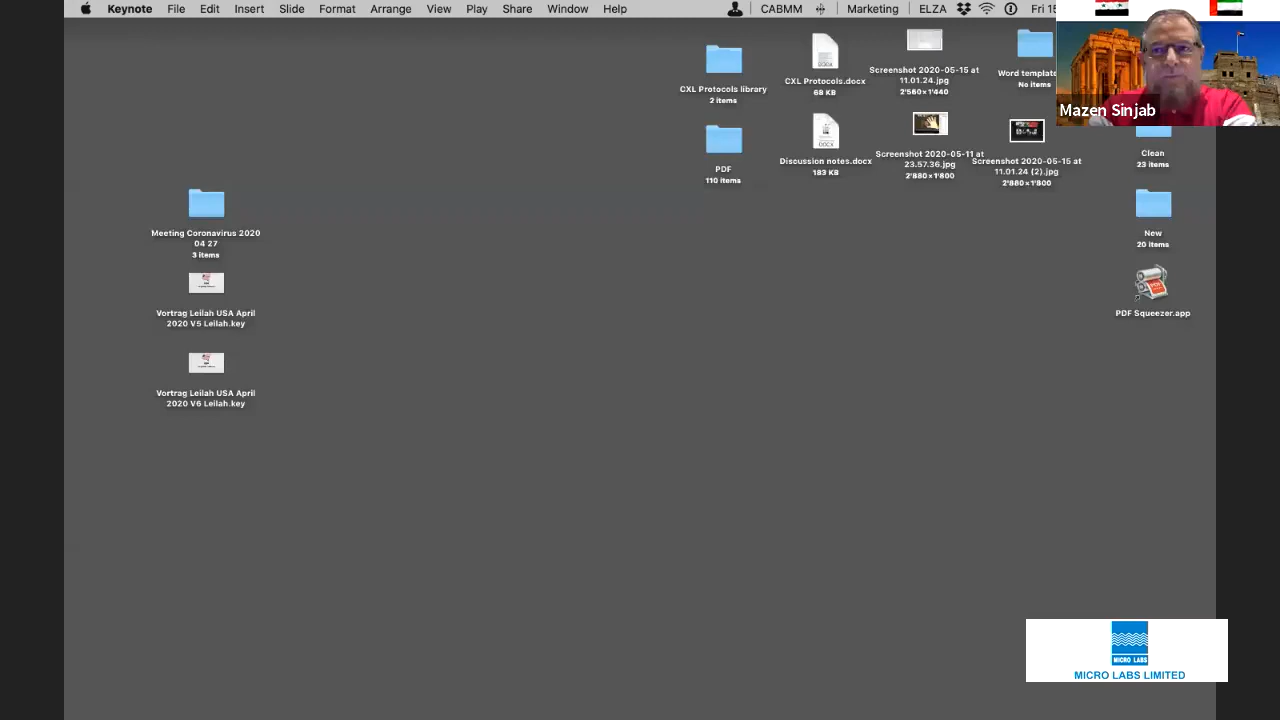 Keynote File Edit Insert Slide Format Arrange View Play Share Window Help CABMM Marketing ELZA Fri 15
CXL Protocols library
2 items
CXL Protocols.docx
68 KB
Screenshot 2020-05-15 at
11.01.24.jpg
2'560×1'440
Word template
No items
Mazen Sinjab
PDF
110 items
Discussion notes.docx
183 KB
Screenshot 2020-05-11 at
23.57.36.jpg
2'880×1'800
Screenshot 2020-05-15 at
11.01.24 (2).jpg
2'880×1'800
Clean
23 items
Meeting Coronavirus 2020
04 27
3 items
New
20 items
Vortrag Leilah USA April
2020 V5 Leilah.key
PDF Squeezer.app
Vortrag Leilah USA April
2020 V6 Leilah.key
MICRO LABS
MICRO LABS LIMITED